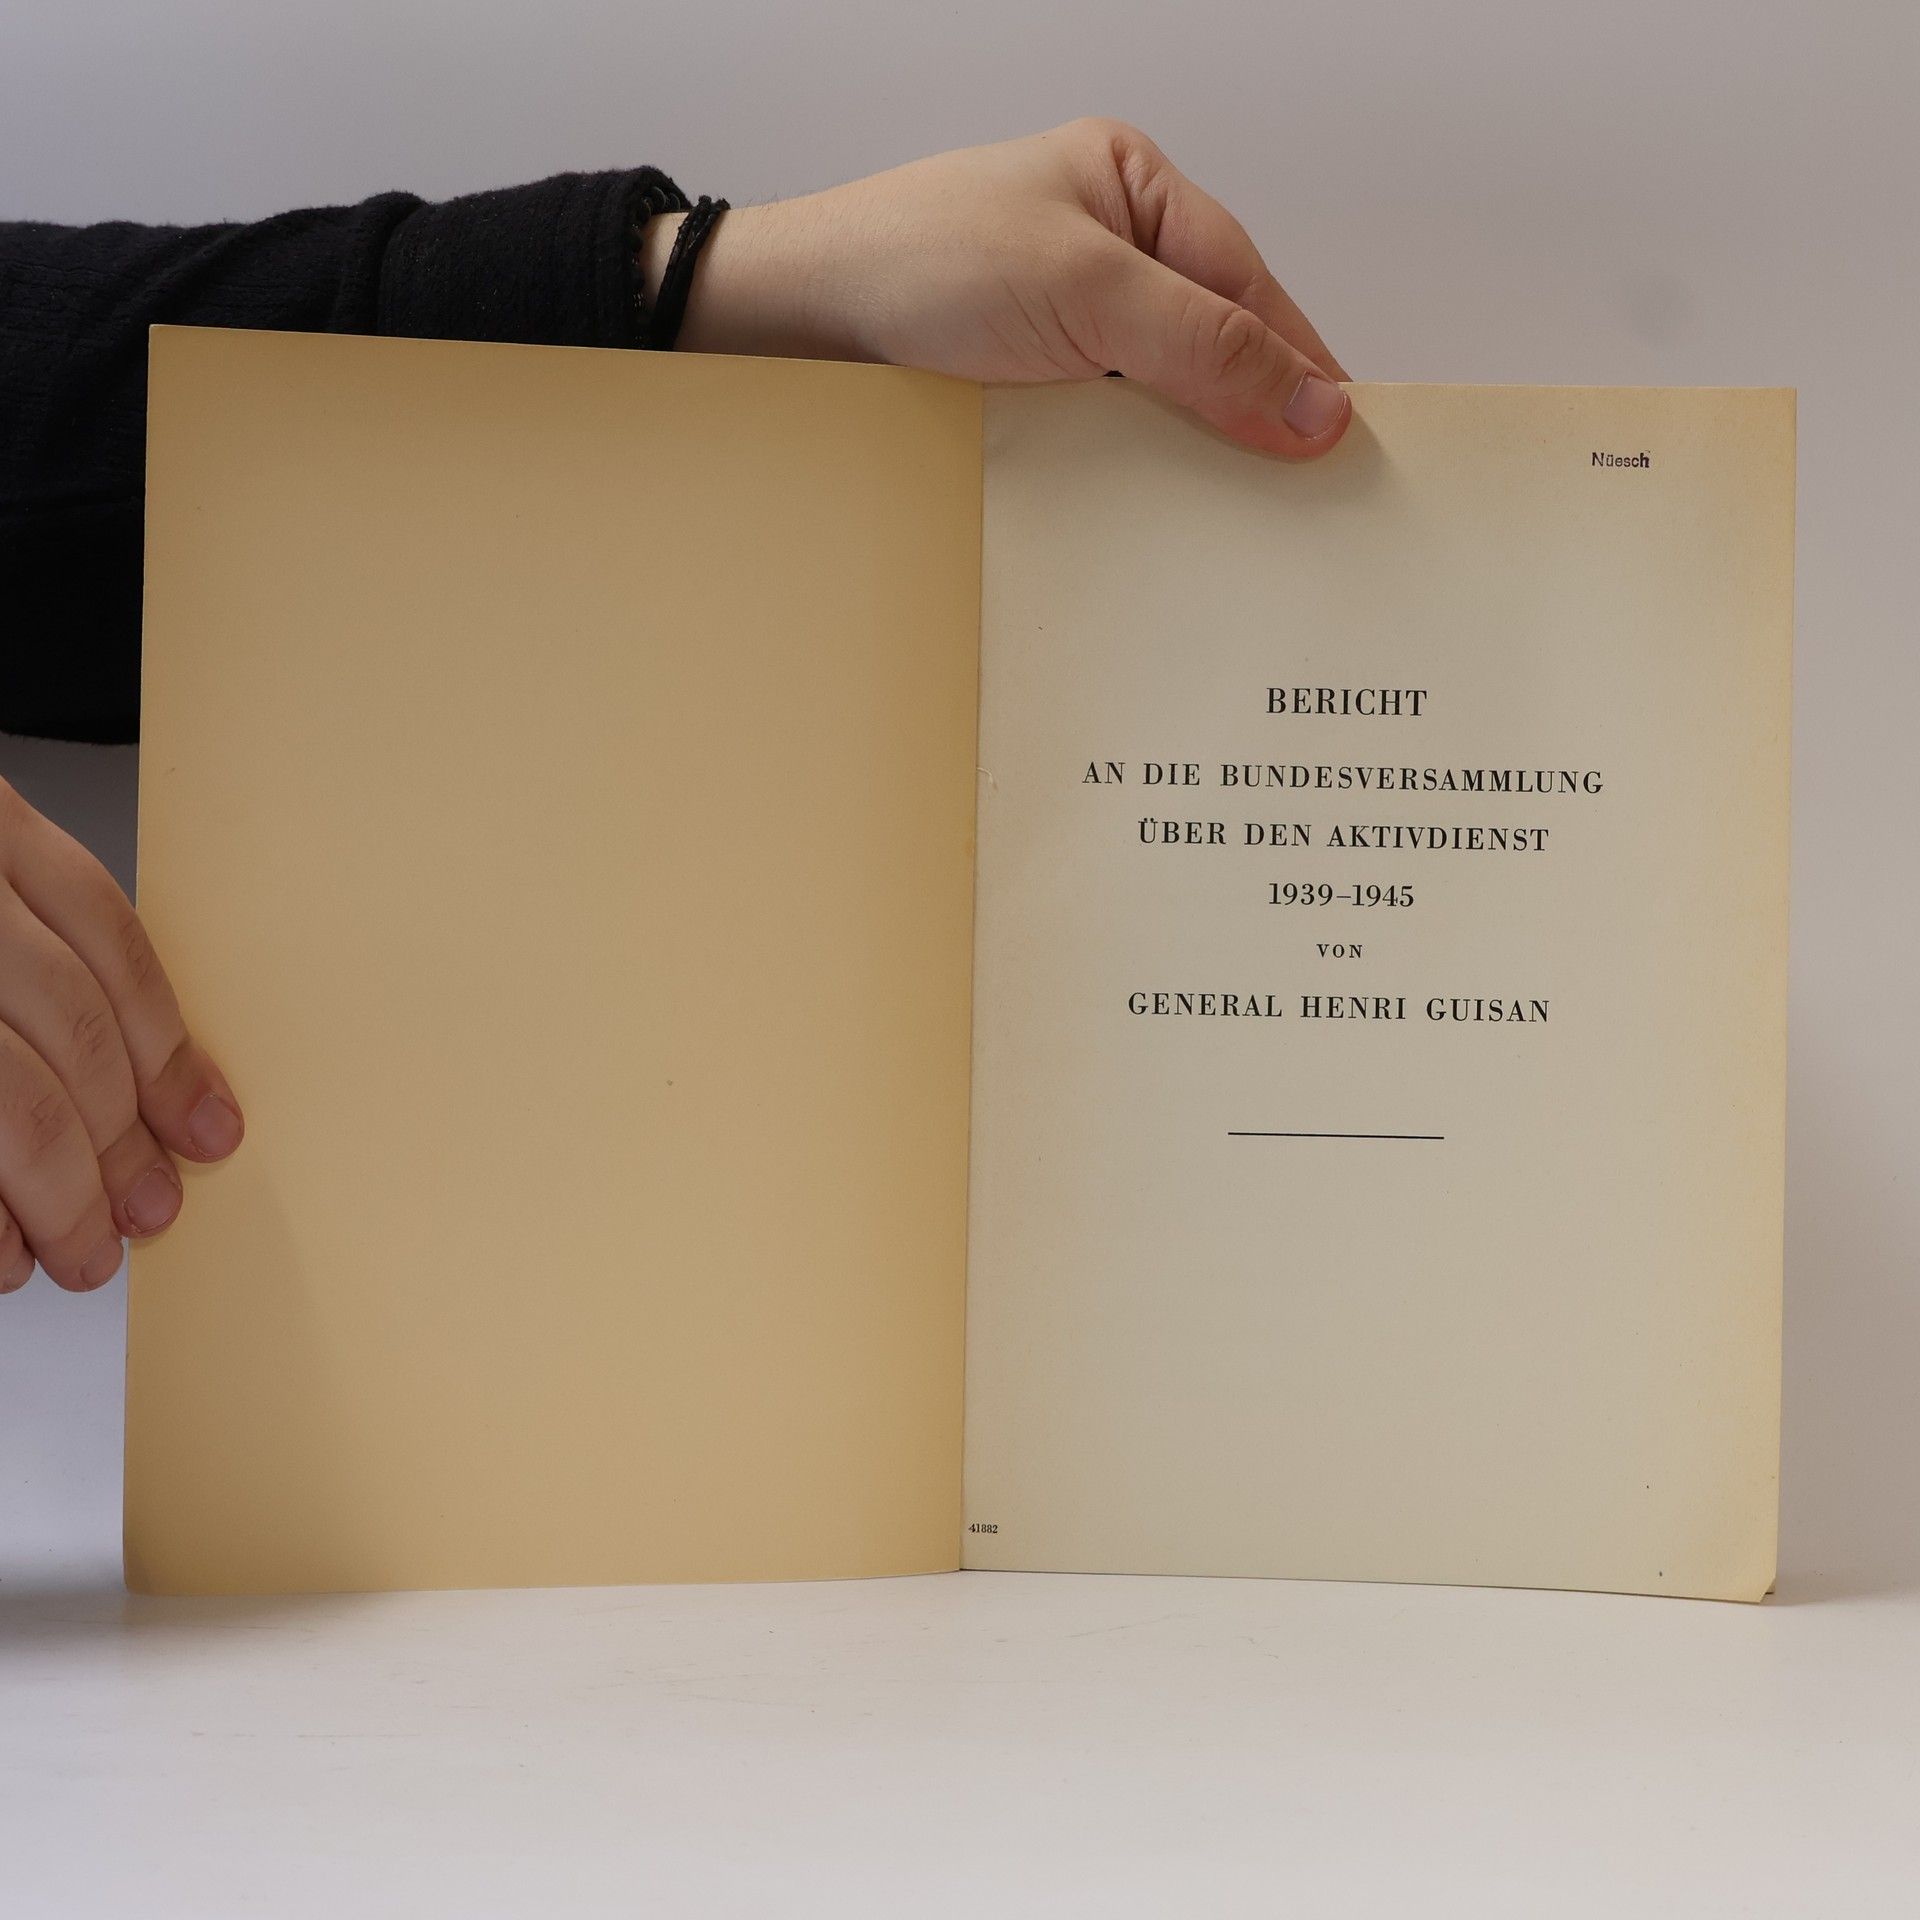 Nüesch
BERICHT
AN DIE BUNDESVERSAMMLUNG
ÜBER DEN AKTIVDIENST
1939–1945
VON
GENERAL HENRI GUISAN
41882